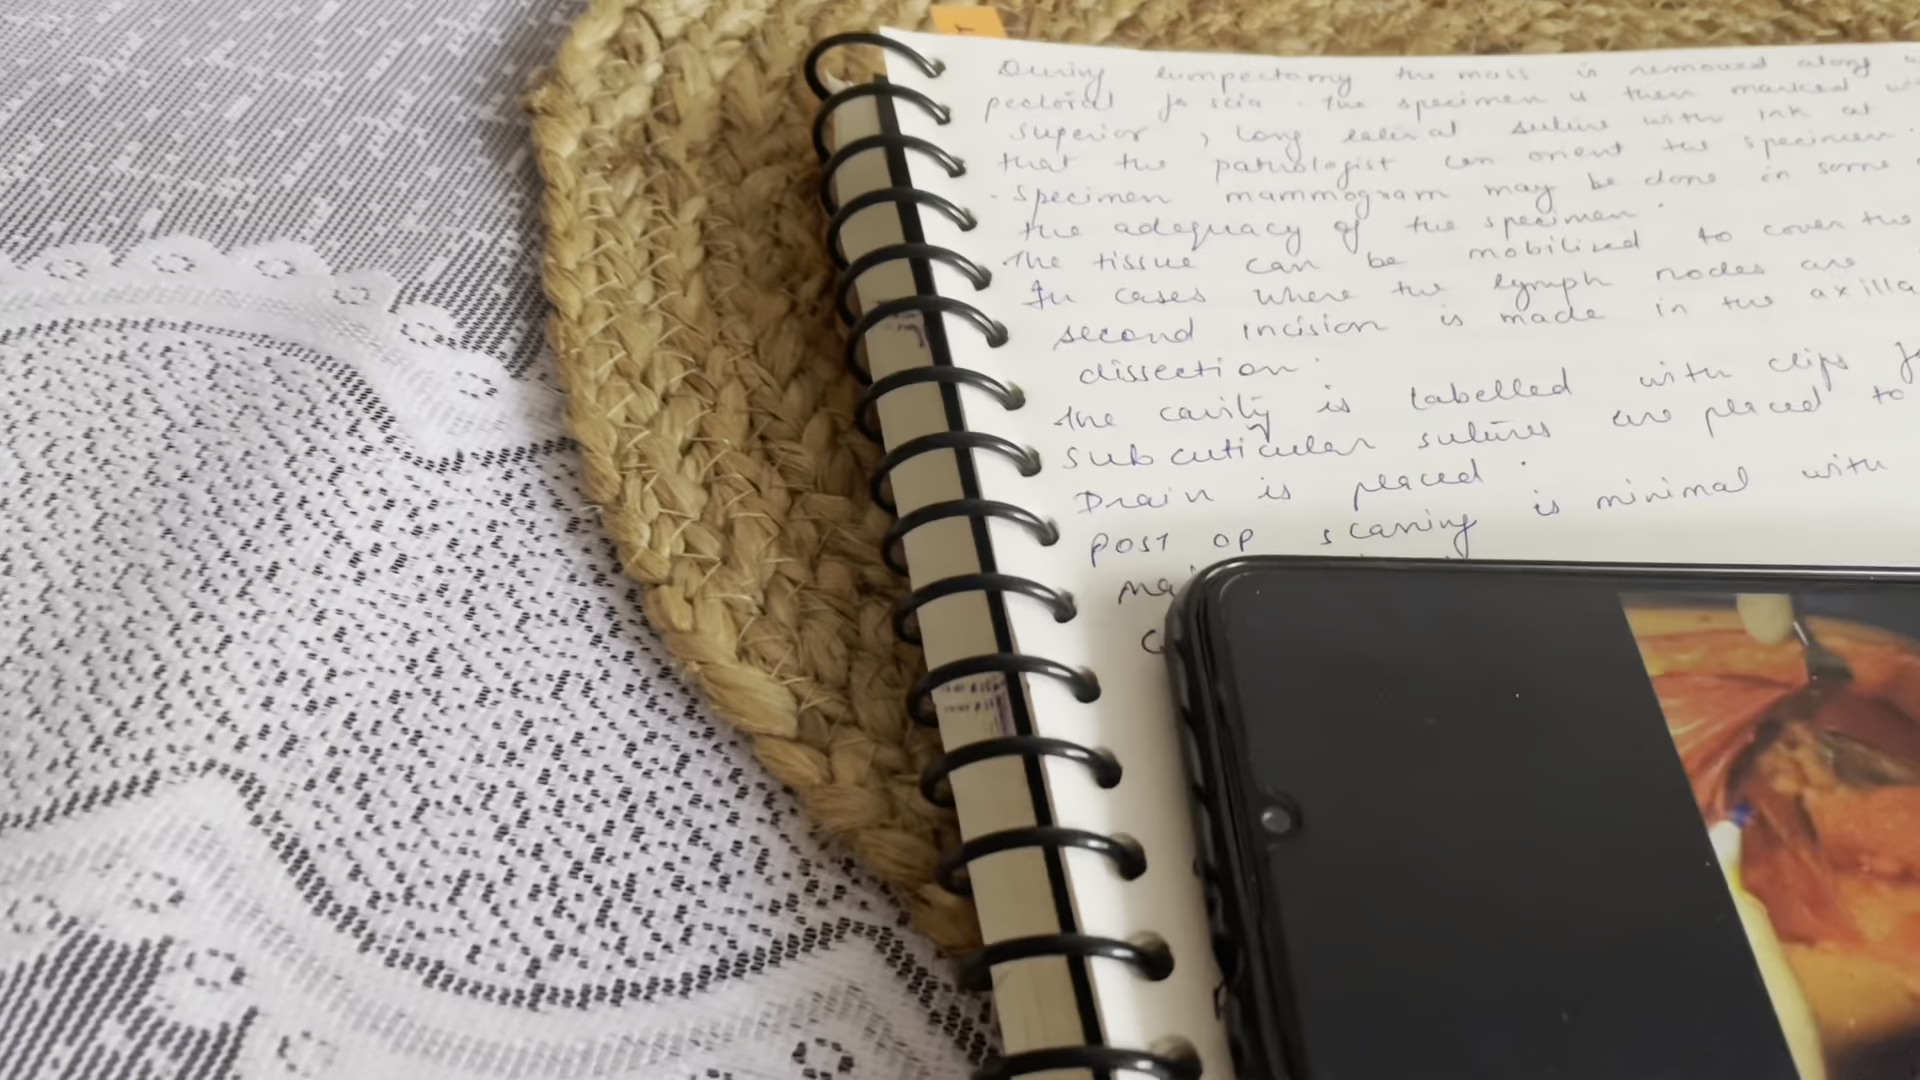 During lumpectomy the mass is removed along
pectoral fascia. The specimen is then marked
superior, long lateral suture with ink at
that the pathologist can orient the specimen.
- Specimen mammogram may be done in some
the adequacy of the specimen.
The tissue can be mobilized to cover the
In cases where the lymph nodes are
second incision is made in the axilla
dissection.
The cavity is labelled with clips
Subcuticular sutures are placed to
Drain is placed.
Post op scarring is minimal with